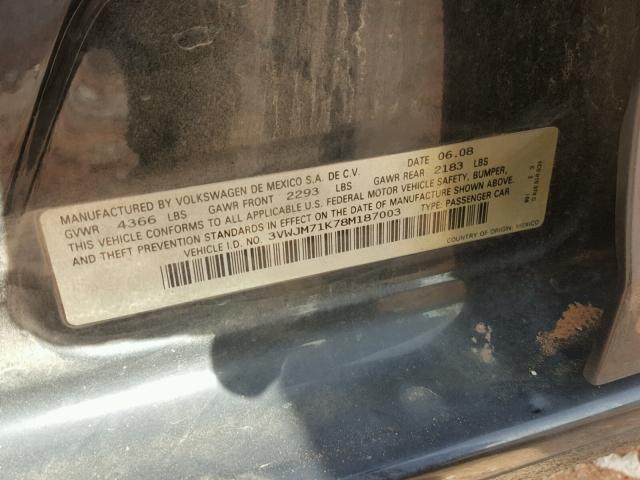 MANUFACTURED BY VOLKSWAGEN DE MEXICO S.A. DE C.V. DATE 06.08
GVWR 4366 LBS GAWR FRONT 2293 LBS GAWR REAR 2183 LBS
THIS VEHICLE CONFORMS TO ALL APPLICABLE U.S. FEDERAL MOTOR VEHICLE SAFETY, BUMPER,
AND THEFT PREVENTION STANDARDS IN EFFECT ON THE DATE OF MANUFACTURE SHOWN ABOVE.
VEHICLE I.D. NO. 3VWJM71K78M187003 TYPE: PASSENGER CAR
COUNTRY OF ORIGIN: MEXICO